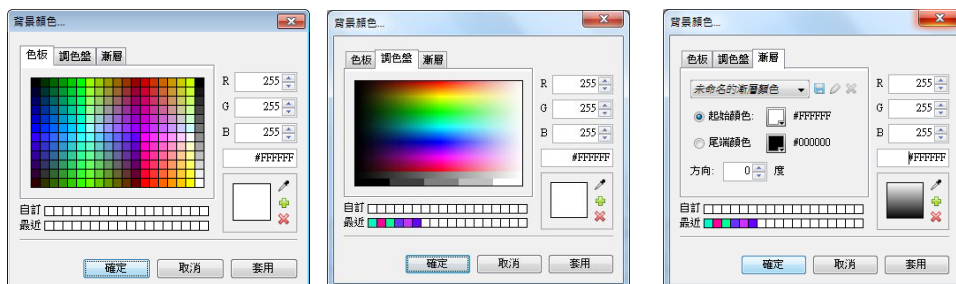 背景顏色...
色板 調色盤 漸層
R 255
G 255
B 255
#FFFFFF
自訂
最近
確定 取消 套用
背景顏色...
色板 調色盤 漸層
R 255
G 255
B 255
#FFFFFF
自訂
最近
確定 取消 套用
背景顏色...
色板 調色盤 漸層
未命名的漸層顏色
起始顏色: #FFFFFF
尾端顏色 #000000
方向: 0 度
R 255
G 255
B 255
#FFFFFF
自訂
最近
確定 取消 套用